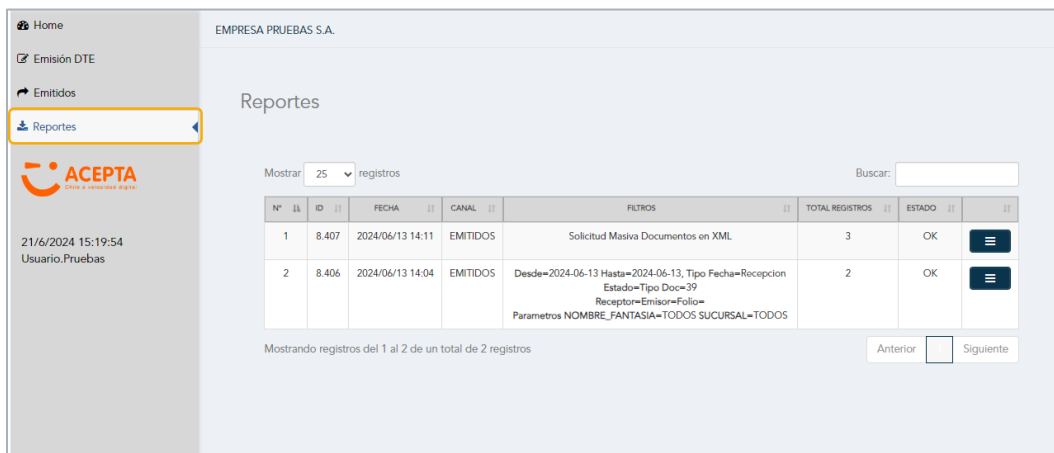 Home
EMPRESA PRUEBAS S.A.
Emisión DTE
Emitidos
Reportes
Reportes
ACEPTA
Chile a velocidad digital
21/6/2024 15:19:54
Usuario.Pruebas
Mostrar 25 registros Buscar:
N° ID FECHA CANAL FILTROS TOTAL REGISTROS ESTADO
1 8.407 2024/06/13 14:11 EMITIDOS Solicitud Masiva Documentos en XML 3 OK
2 8.406 2024/06/13 14:04 EMITIDOS Desde=2024-06-13 Hasta=2024-06-13, Tipo Fecha=Recepcion 2 OK
Estado=Tipo Doc=39
Receptor=Emisor=Folio=
Parametros NOMBRE_FANTASIA=TODOS SUCURSAL=TODOS
Mostrando registros del 1 al 2 de un total de 2 registros
Anterior Siguiente